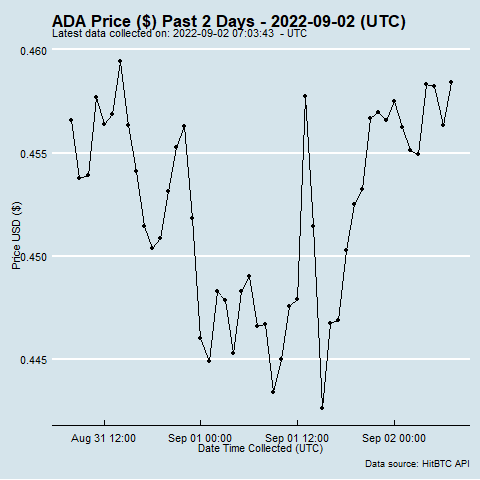 ADA Price ($) Past 2 Days - 2022-09-02 (UTC)
Latest data collected on: 2022-09-02 07:03:43  - UTC
0.460
0.455
0.450
0.445
Price USD ($)
Aug 31 12:00 Sep 01 00:00 Sep 01 12:00 Sep 02 00:00
Date Time Collected (UTC)
Data source: HitBTC API